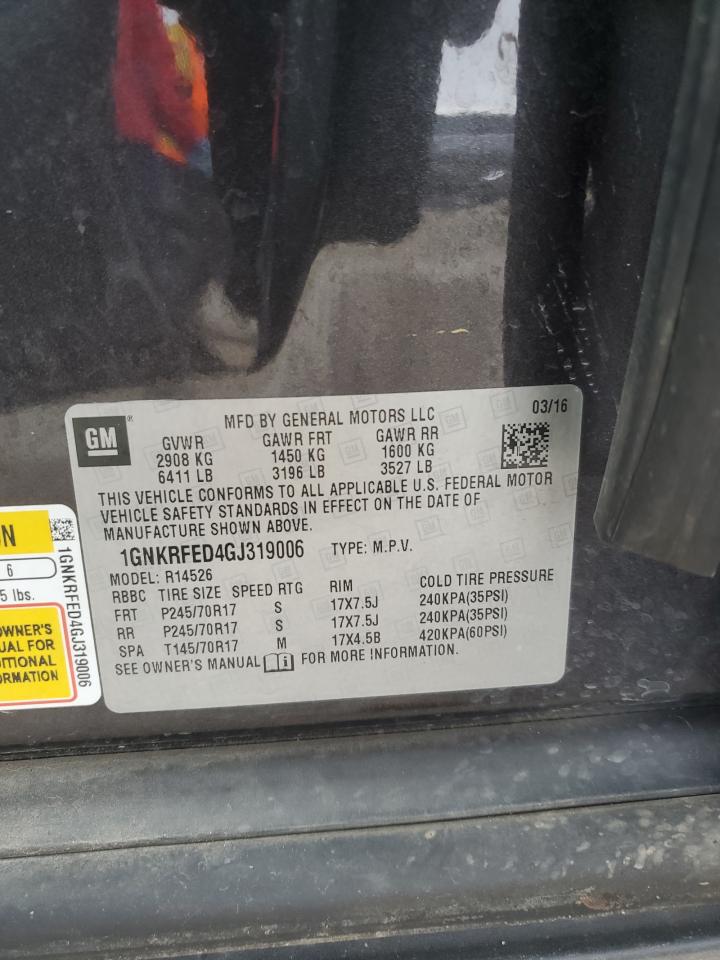 GM
®
MFD BY GENERAL MOTORS LLC
03/16
GVWR GAWR FRT GAWR RR
2908 KG 1450 KG 1600 KG
6411 LB 3196 LB 3527 LB
THIS VEHICLE CONFORMS TO ALL APPLICABLE U.S. FEDERAL MOTOR
VEHICLE SAFETY STANDARDS IN EFFECT ON THE DATE OF
MANUFACTURE SHOWN ABOVE.
1GNKRFED4GJ319006 TYPE: M.P.V.
MODEL: R14526
RBBC TIRE SIZE SPEED RTG RIM COLD TIRE PRESSURE
FRT P245/70R17 S 17X7.5J 240KPA(35PSI)
RR P245/70R17 S 17X7.5J 240KPA(35PSI)
SPA T145/70R17 M 17X4.5B 420KPA(60PSI)
SEE OWNER'S MANUAL FOR MORE INFORMATION.
N
6
5 lbs.
OWNER'S
UAL FOR
ITIONAL
ORMATION
1GNKRFED4GJ319006